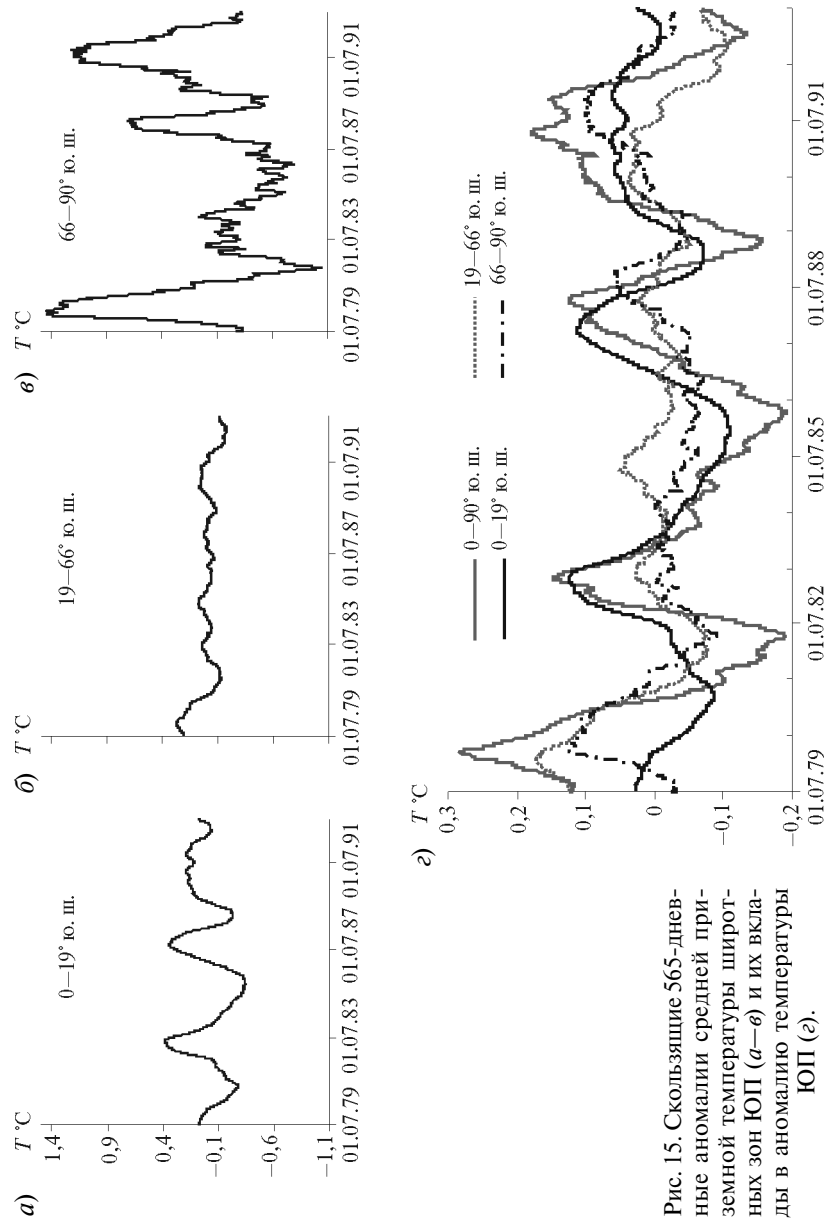 а)
T °C
0–19° ю. ш.
1,4
0,9
0,4
–0,1
–0,6
–1,1
01.07.79 01.07.83 01.07.87 01.07.91
б)
T °C
19–66° ю. ш.
01.07.79 01.07.83 01.07.87 01.07.91
в)
T °C
66–90° ю. ш.
01.07.79 01.07.83 01.07.87 01.07.91
г)
T °C
0–90° ю. ш. 19–66° ю. ш.
0–19° ю. ш. 66–90° ю. ш.
0,3
0,2
0,1
0
–0,1
–0,2
01.07.79 01.07.82 01.07.85 01.07.88 01.07.91
Рис. 15. Скользящие 565-днев-
ные аномалии средней при-
земной температуры широт-
ных зон ЮП (а–в) и их вкла-
ды в аномалию температуры
ЮП (г).